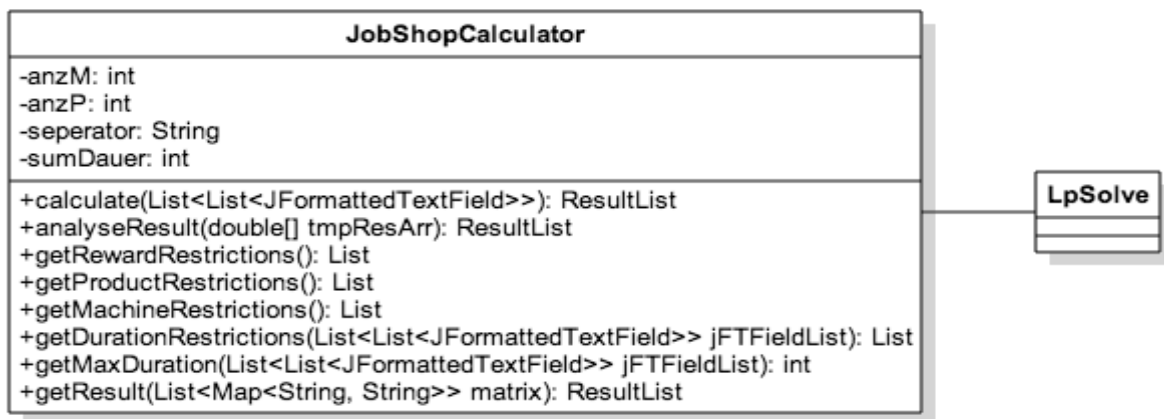 JobShopCalculator
-anzM: int
-anzP: int
-seperator: String
-sumDauer: int
+calculate(List<List<JFormattedTextField>>): ResultList
+analyseResult(double[] tmpResArr): ResultList
+getRewardRestrictions(): List
+getProductRestrictions(): List
+getMachineRestrictions(): List
+getDurationRestrictions(List<List<JFormattedTextField>> jFTFieldList): List
+getMaxDuration(List<List<JFormattedTextField>> jFTFieldList): int
+getResult(List<Map<String, String>> matrix): ResultList
LpSolve